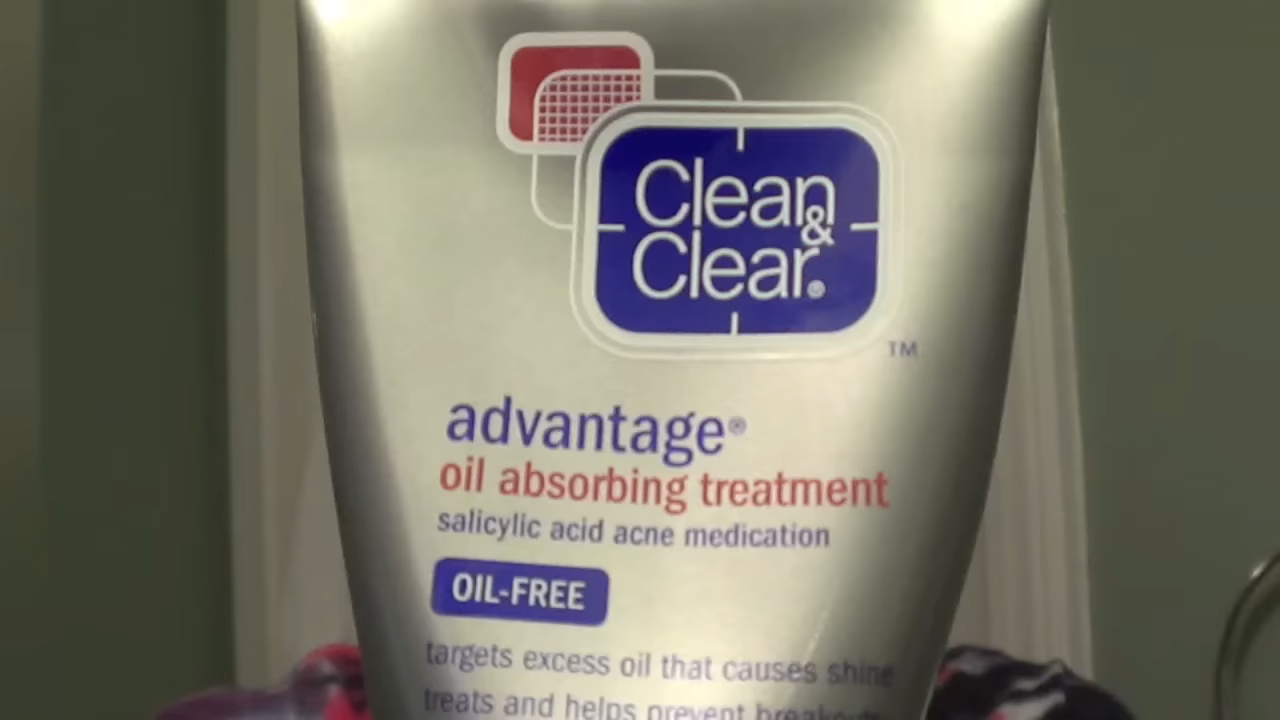 Clean
&
Clear®
TM
advantage®
oil absorbing treatment
salicylic acid acne medication
OIL-FREE
targets excess oil that causes shine
treats and helps prevent breakouts